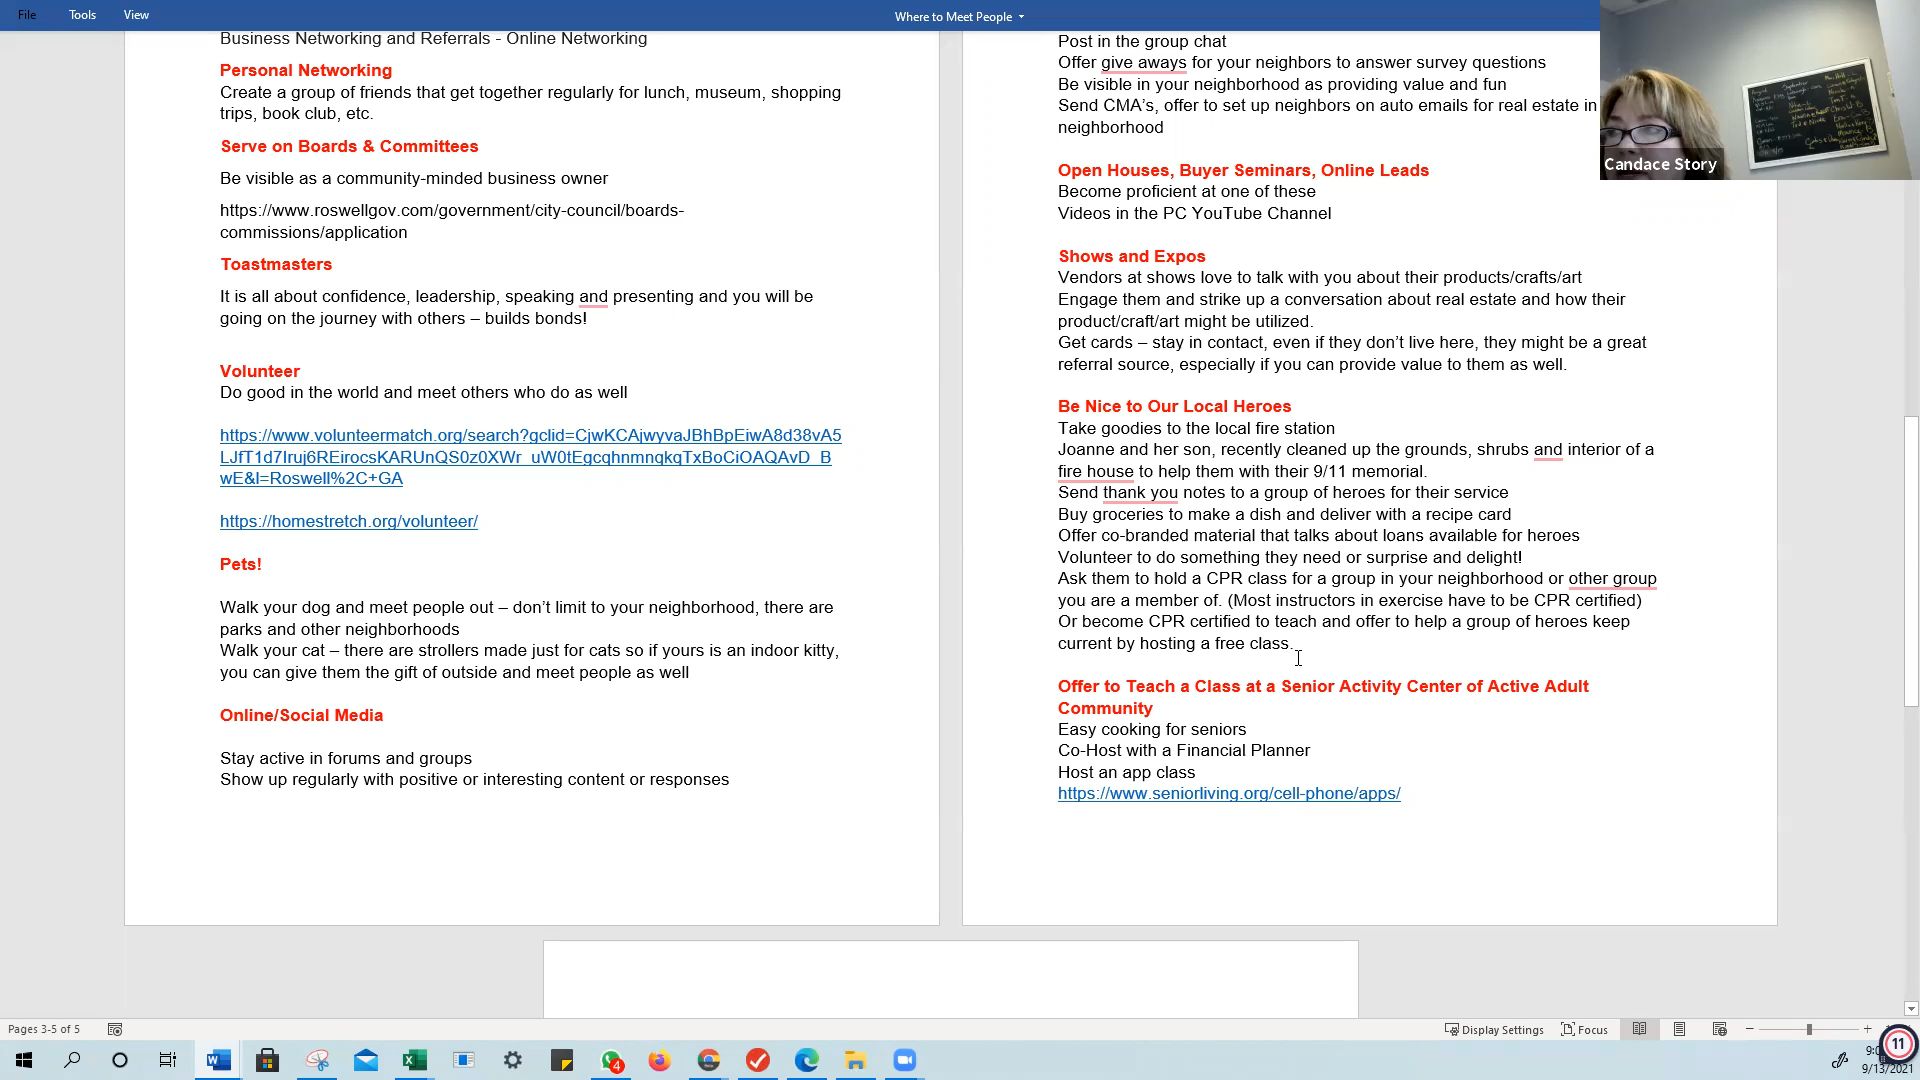 File Tools View
Where to Meet People
Business Networking and Referrals - Online Networking
Personal Networking
Create a group of friends that get together regularly for lunch, museum, shopping
trips, book club, etc.
Serve on Boards & Committees
Be visible as a community-minded business owner
https://www.roswellgov.com/government/city-council/boards-
commissions/application
Toastmasters
It is all about confidence, leadership, speaking and presenting and you will be
going on the journey with others – builds bonds!
Volunteer
Do good in the world and meet others who do as well
https://www.volunteermatch.org/search?gclid=CjwKCAjwyvaJBhBpEiwA8d38vA5
LJfT1d7Iruj6REirocsKARUnQS0z0XWr_uW0tEgcqhnmnqkqTxBoCiOAQAvD_B
wE&l=Roswell%2C+GA
https://homestretch.org/volunteer/
Pets!
Walk your dog and meet people out – don't limit to your neighborhood, there are
parks and other neighborhoods
Walk your cat – there are strollers made just for cats so if yours is an indoor kitty,
you can give them the gift of outside and meet people as well
Online/Social Media
Stay active in forums and groups
Show up regularly with positive or interesting content or responses
Post in the group chat
Offer give aways for your neighbors to answer survey questions
Be visible in your neighborhood as providing value and fun
Send CMA's, offer to set up neighbors on auto emails for real estate in
neighborhood
Open Houses, Buyer Seminars, Online Leads
Become proficient at one of these
Videos in the PC YouTube Channel
Shows and Expos
Vendors at shows love to talk with you about their products/crafts/art
Engage them and strike up a conversation about real estate and how their
product/craft/art might be utilized.
Get cards – stay in contact, even if they don't live here, they might be a great
referral source, especially if you can provide value to them as well.
Be Nice to Our Local Heroes
Take goodies to the local fire station
Joanne and her son, recently cleaned up the grounds, shrubs and interior of a
fire house to help them with their 9/11 memorial.
Send thank you notes to a group of heroes for their service
Buy groceries to make a dish and deliver with a recipe card
Offer co-branded material that talks about loans available for heroes
Volunteer to do something they need or surprise and delight!
Ask them to hold a CPR class for a group in your neighborhood or other group
you are a member of. (Most instructors in exercise have to be CPR certified)
Or become CPR certified to teach and offer to help a group of heroes keep
current by hosting a free class.
Offer to Teach a Class at a Senior Activity Center of Active Adult
Community
Easy cooking for seniors
Co-Host with a Financial Planner
Host an app class
https://www.seniorliving.org/cell-phone/apps/
Candace Story
Pages 3-5 of 5
Display Settings Focus
4
11
9/13/2021